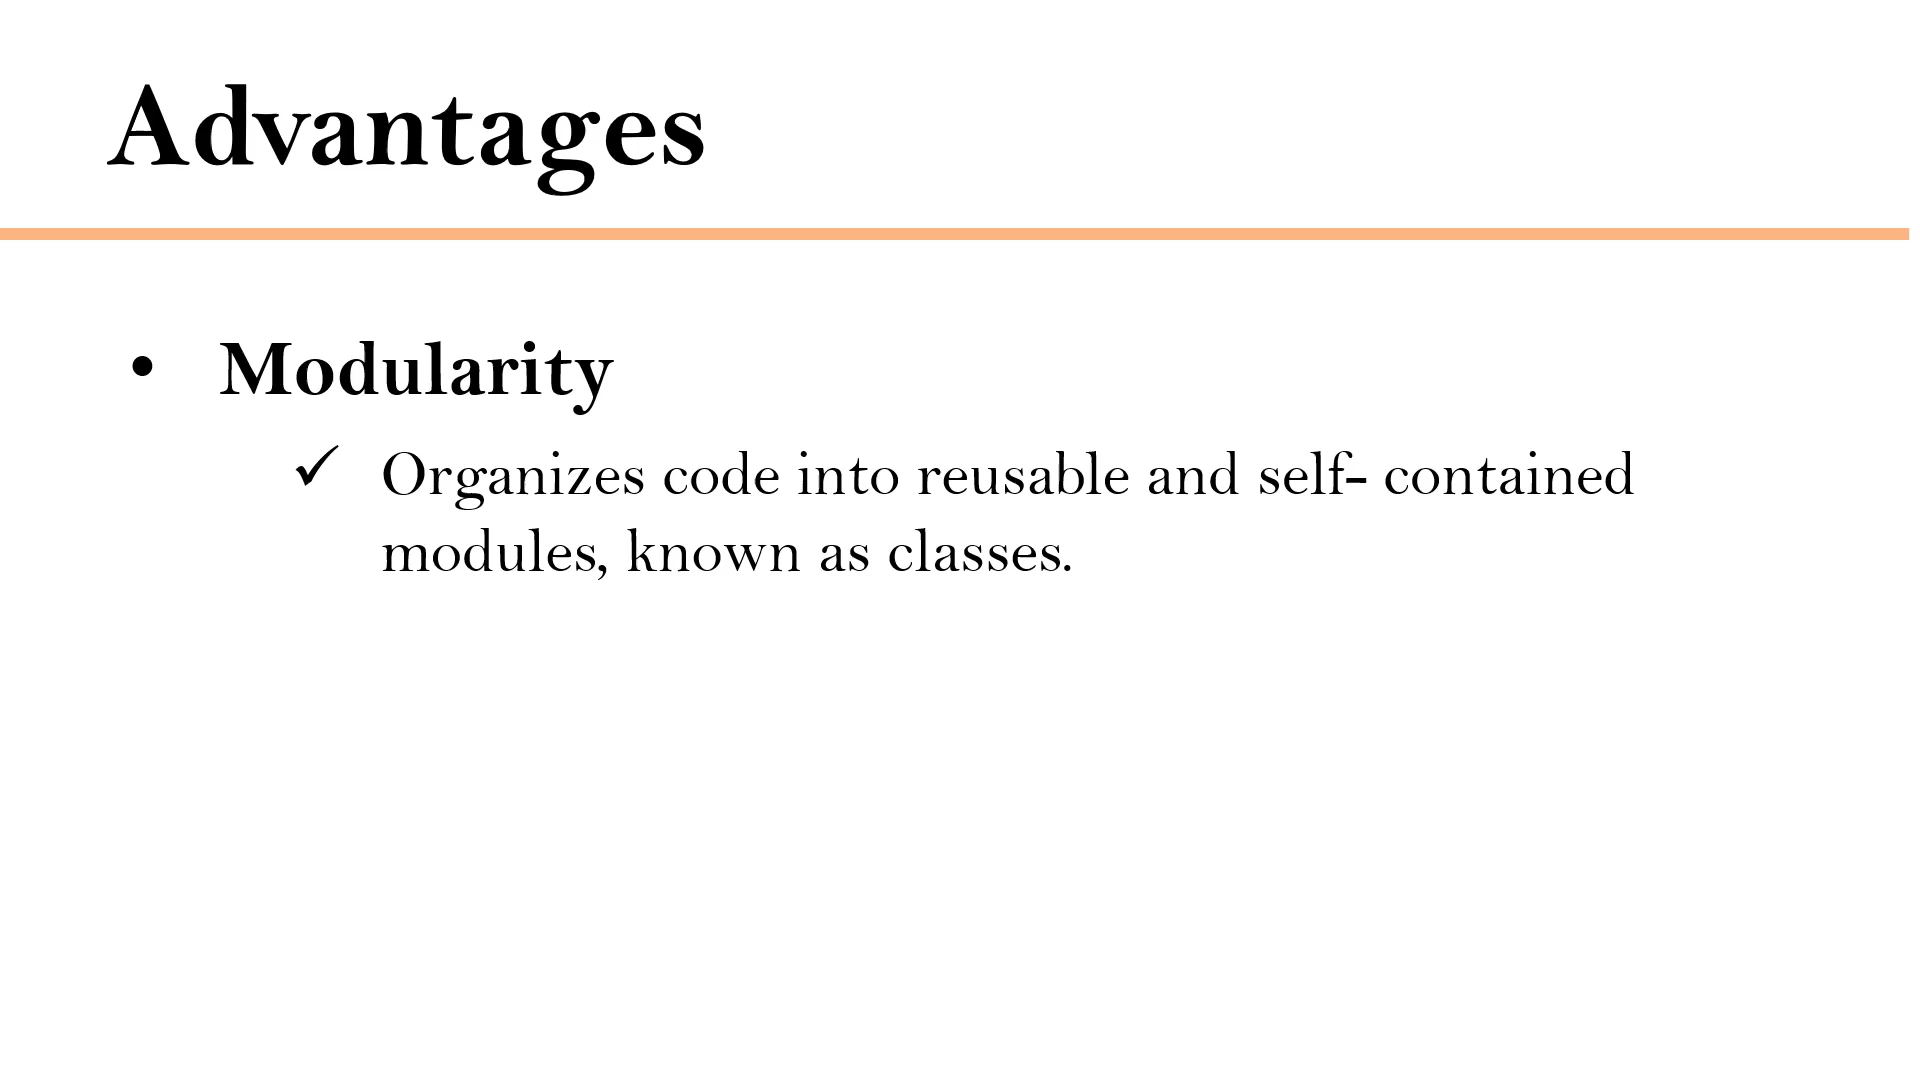 Advantages
• Modularity
✓ Organizes code into reusable and self- contained
modules, known as classes.